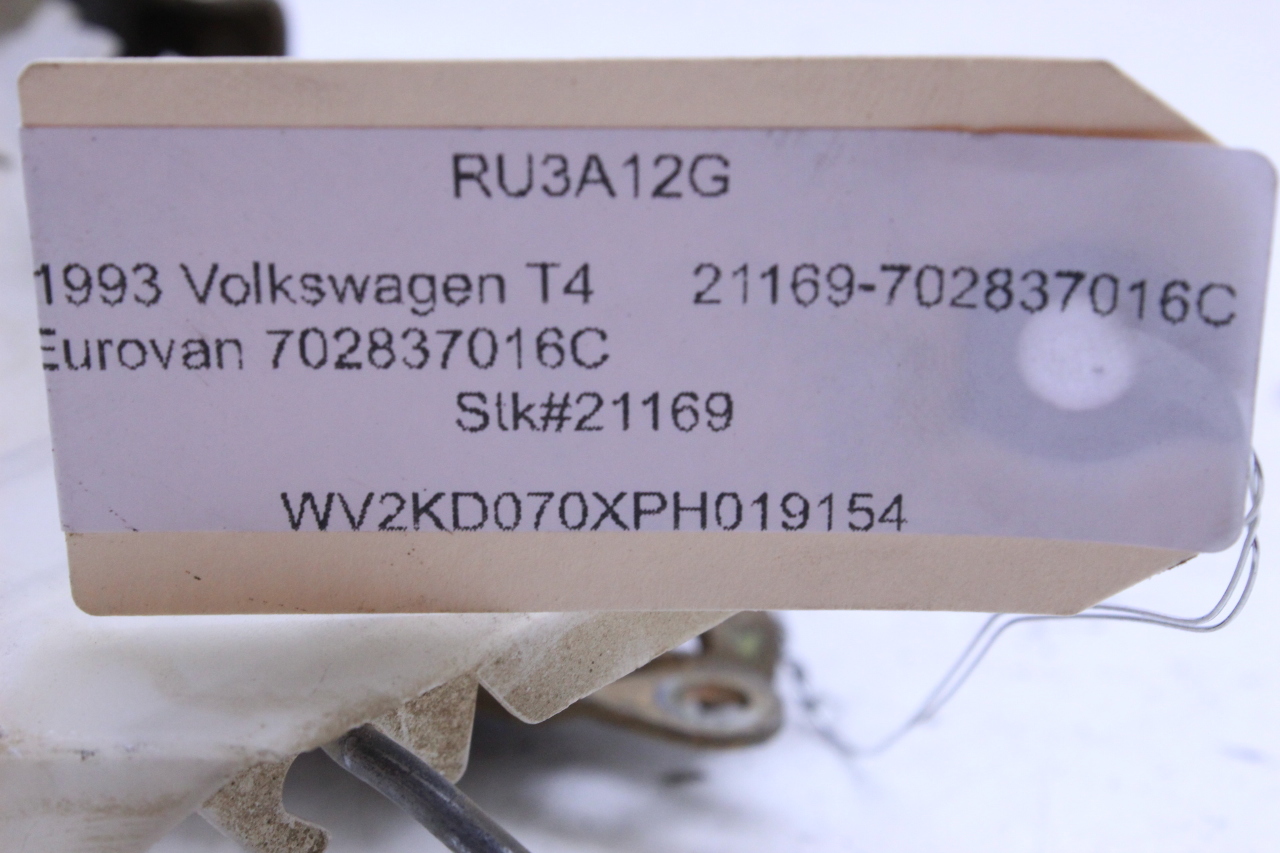 RU3A12G
1993 Volkswagen T4 21169-702837016C
Eurovan 702837016C
Stk#21169
WV2KD070XPH019154